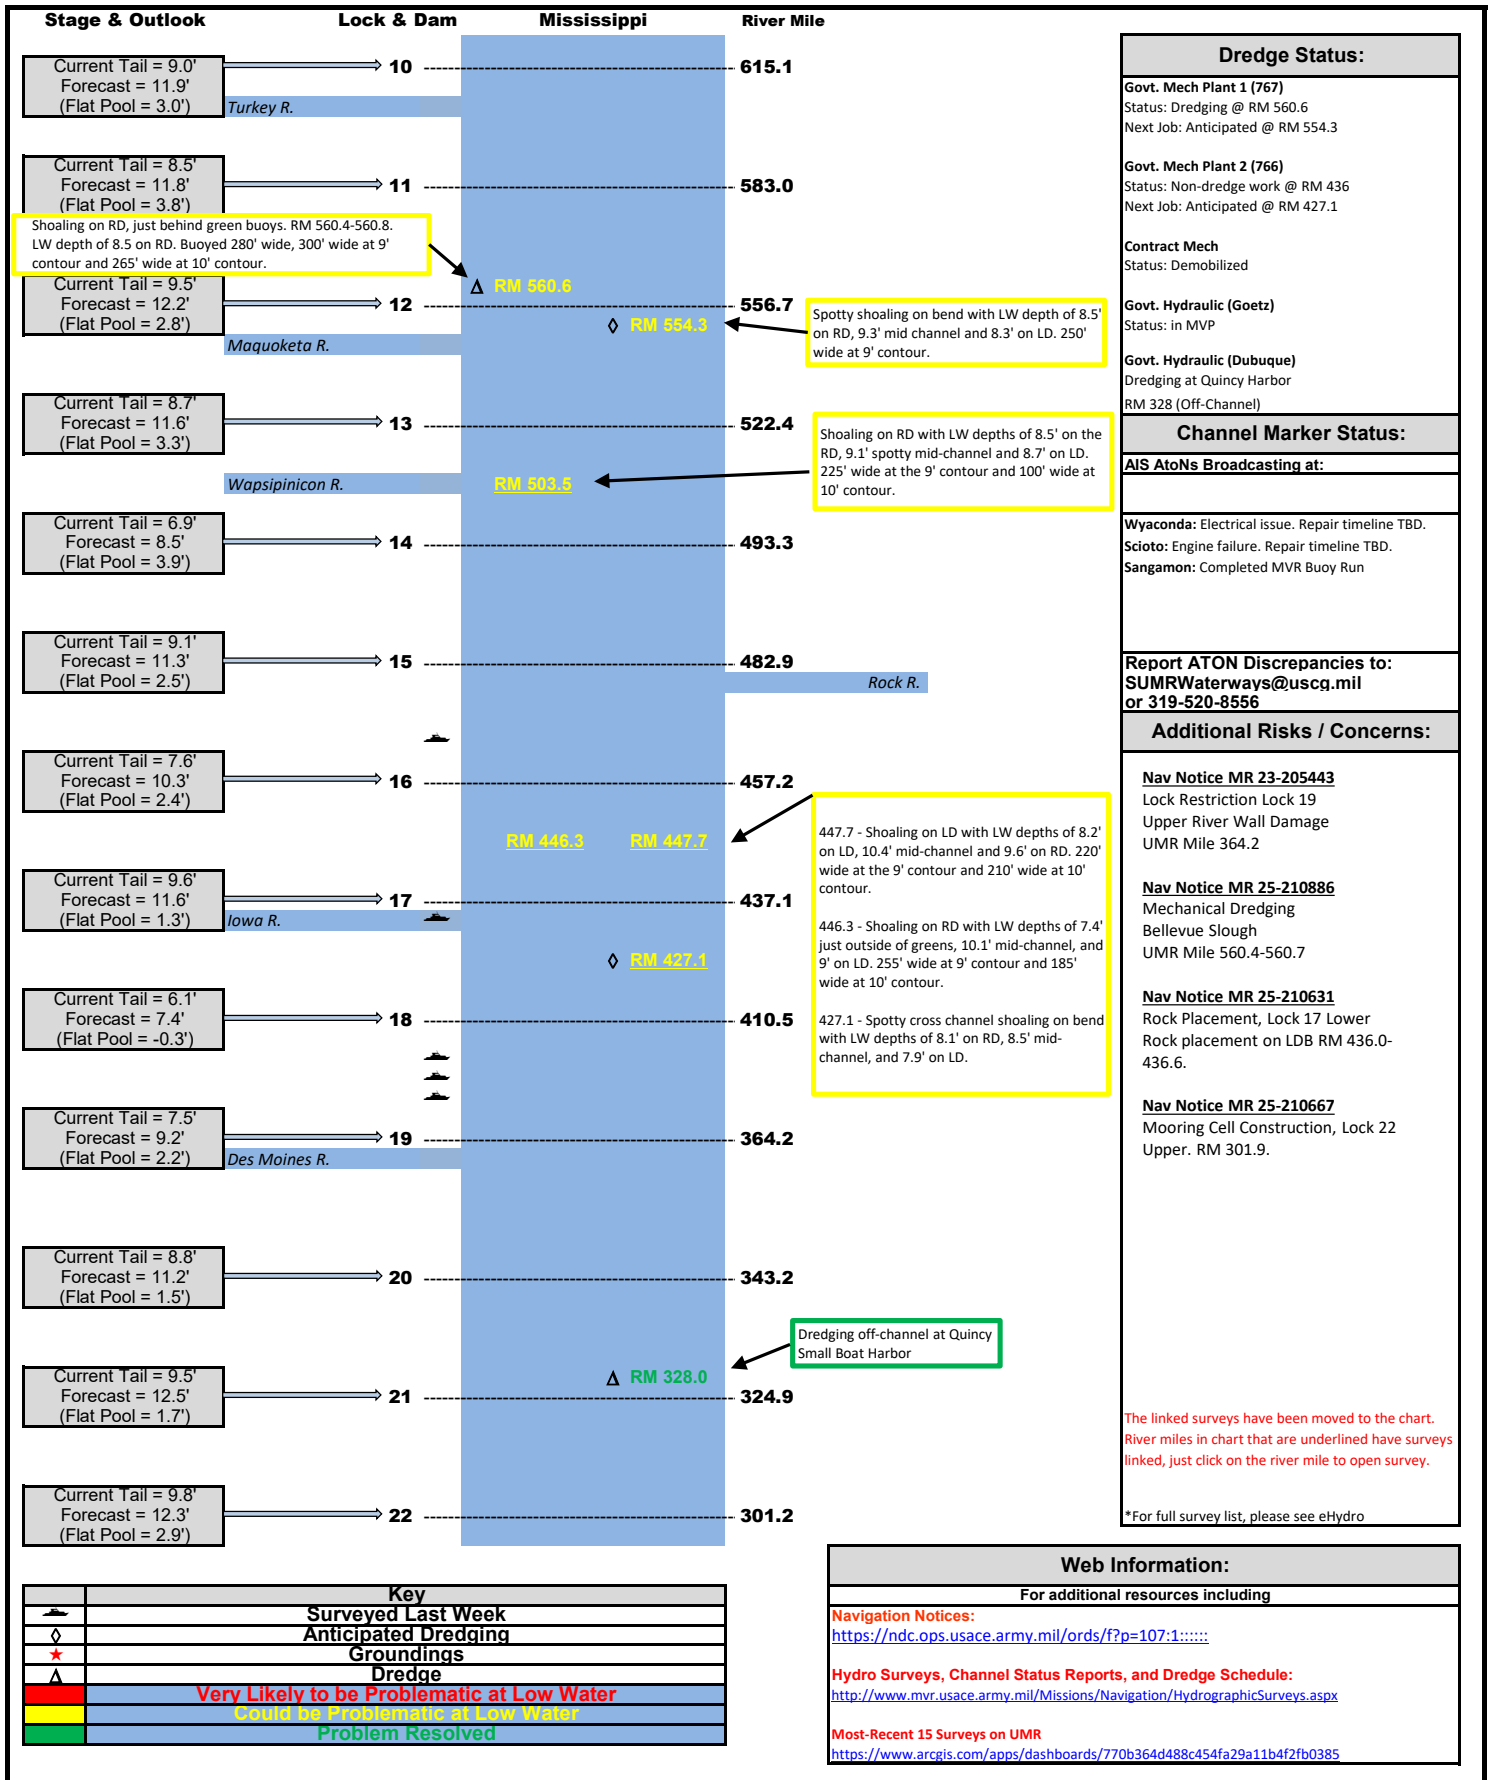 Stage & Outlook
Lock & Dam
Mississippi
River Mile
Current Tail = 9.0'
Forecast = 11.9'
(Flat Pool = 3.0')
10
615.1
Turkey R.
Current Tail = 8.5'
Forecast = 11.8'
(Flat Pool = 3.8')
11
583.0
Shoaling on RD, just behind green buoys. RM 560.4-560.8.
LW depth of 8.5 on RD. Buoyed 280' wide, 300' wide at 9'
contour and 265' wide at 10' contour.
RM 560.6
Current Tail = 9.5'
Forecast = 12.2'
(Flat Pool = 2.8')
12
556.7
RM 554.3
Spotty shoaling on bend with LW depth of 8.5'
on RD, 9.3' mid channel and 8.3' on LD. 250'
wide at 9' contour.
Maquoketa R.
Current Tail = 8.7'
Forecast = 11.6'
(Flat Pool = 3.3')
13
522.4
Shoaling on RD with LW depths of 8.5' on the
RD, 9.1' spotty mid-channel and 8.7' on LD.
225' wide at the 9' contour and 100' wide at
10' contour.
Wapsipinicon R.
RM 503.5
Current Tail = 6.9'
Forecast = 8.5'
(Flat Pool = 3.9')
14
493.3
Current Tail = 9.1'
Forecast = 11.3'
(Flat Pool = 2.5')
15
482.9
Rock R.
Current Tail = 7.6'
Forecast = 10.3'
(Flat Pool = 2.4')
16
457.2
RM 446.3
RM 447.7
447.7 - Shoaling on LD with LW depths of 8.2'
on LD, 10.4' mid-channel and 9.6' on RD. 220'
wide at the 9' contour and 210' wide at 10'
contour.
446.3 - Shoaling on RD with LW depths of 7.4'
just outside of greens, 10.1' mid-channel, and
9' on LD. 255' wide at 9' contour and 185'
wide at 10' contour.
427.1 - Spotty cross channel shoaling on bend
with LW depths of 8.1' on RD, 8.5' mid-
channel, and 7.9' on LD.
Current Tail = 9.6'
Forecast = 11.6'
(Flat Pool = 1.3')
17
437.1
Iowa R.
RM 427.1
Current Tail = 6.1'
Forecast = 7.4'
(Flat Pool = -0.3')
18
410.5
Current Tail = 7.5'
Forecast = 9.2'
(Flat Pool = 2.2')
19
364.2
Des Moines R.
Current Tail = 8.8'
Forecast = 11.2'
(Flat Pool = 1.5')
20
343.2
Dredging off-channel at Quincy
Small Boat Harbor
RM 328.0
Current Tail = 9.5'
Forecast = 12.5'
(Flat Pool = 1.7')
21
324.9
Current Tail = 9.8'
Forecast = 12.3'
(Flat Pool = 2.9')
22
301.2
Dredge Status:
Govt. Mech Plant 1 (767)
Status: Dredging @ RM 560.6
Next Job: Anticipated @ RM 554.3
Govt. Mech Plant 2 (766)
Status: Non-dredge work @ RM 436
Next Job: Anticipated @ RM 427.1
Contract Mech
Status: Demobilized
Govt. Hydraulic (Goetz)
Status: in MVP
Govt. Hydraulic (Dubuque)
Dredging at Quincy Harbor
RM 328 (Off-Channel)
Channel Marker Status:
AIS AtoNs Broadcasting at:
Wyaconda: Electrical issue. Repair timeline TBD.
Scioto: Engine failure. Repair timeline TBD.
Sangamon: Completed MVR Buoy Run
Report ATON Discrepancies to:
SUMRWaterways@uscg.mil
or 319-520-8556
Additional Risks / Concerns:
Nav Notice MR 23-205443
Lock Restriction Lock 19
Upper River Wall Damage
UMR Mile 364.2
Nav Notice MR 25-210886
Mechanical Dredging
Bellevue Slough
UMR Mile 560.4-560.7
Nav Notice MR 25-210631
Rock Placement, Lock 17 Lower
Rock placement on LDB RM 436.0-
436.6.
Nav Notice MR 25-210667
Mooring Cell Construction, Lock 22
Upper. RM 301.9.
The linked surveys have been moved to the chart.
River miles in chart that are underlined have surveys
linked, just click on the river mile to open survey.
*For full survey list, please see eHydro
Key
Surveyed Last Week
Anticipated Dredging
Groundings
Dredge
Very Likely to be Problematic at Low Water
Could be Problematic at Low Water
Problem Resolved
Web Information:
For additional resources including
Navigation Notices:
https://ndc.ops.usace.army.mil/ords/f?p=107:1::::::
Hydro Surveys, Channel Status Reports, and Dredge Schedule:
http://www.mvr.usace.army.mil/Missions/Navigation/HydrographicSurveys.aspx
Most-Recent 15 Surveys on UMR
https://www.arcgis.com/apps/dashboards/770b364d488c454fa29a11b4f2fb0385